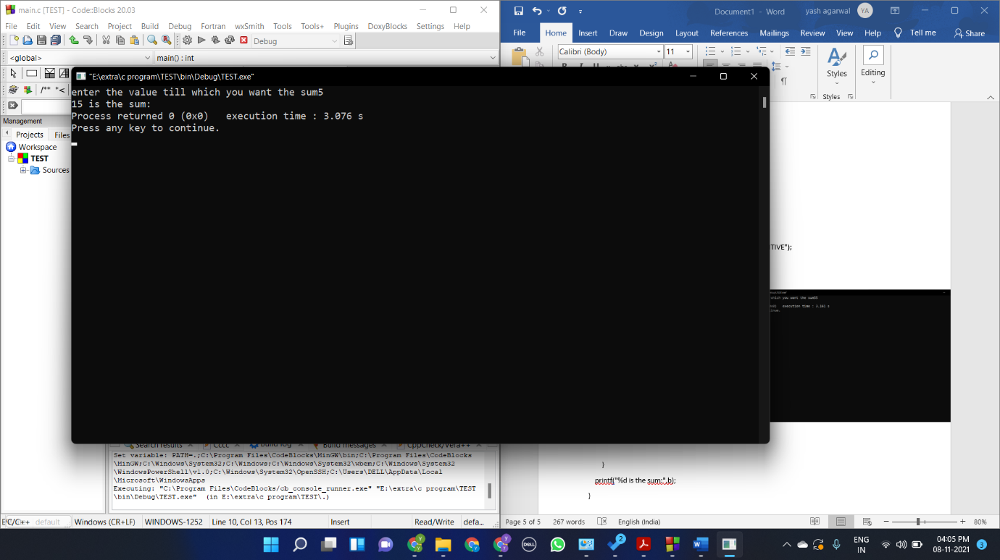 main.c [TEST] - Code::Blocks 20.03
File Edit View Search Project Build Debug Fortran wxSmith Tools Tools+ Plugins DoxyBlocks Settings Help
Debug
<global> main() : int
/** *<
Management
Projects Files
Workspace
TEST
Sources
Document1 - Word yash agarwal YA
File Home Insert Draw Design Layout References Mailings Review View Help Tell me Share
Calibri (Body) 11
Styles Editing
Styles
"E:\extra\c program\TEST\bin\Debug\TEST.exe"
enter the value till which you want the sum5
15 is the sum:
Process returned 0 (0x0) execution time : 3.076 s
Press any key to continue.
TIVE");
which you want the sum55
execution time : 3.161 s
}
printf("%d is the sum:",b);
}
Search results Cccc Build log Build messages CppCheck/Vera++
Set variable: PATH=.;C:\Program Files\CodeBlocks\MinGW\bin;C:\Program Files\CodeBlocks
\MinGW;C:\Windows\System32;C:\Windows;C:\Windows\System32\wbem;C:\Windows\System32
\WindowsPowerShell\v1.0;C:\Windows\System32\OpenSSH;C:\Users\DELL\AppData\Local
\Microsoft\WindowsApps
Executing: "C:\Program Files\CodeBlocks/cb_console_runner.exe" "E:\extra\c program\TEST
\bin\Debug\TEST.exe" (in E:\extra\c program\TEST\.)
C/C++ default Windows (CR+LF) WINDOWS-1252 Line 10, Col 13, Pos 174 Insert Read/Write defa...
Page 5 of 5 267 words English (India) 80%
DELL 2 W
ENG
IN
04:05 PM
08-11-2021
3